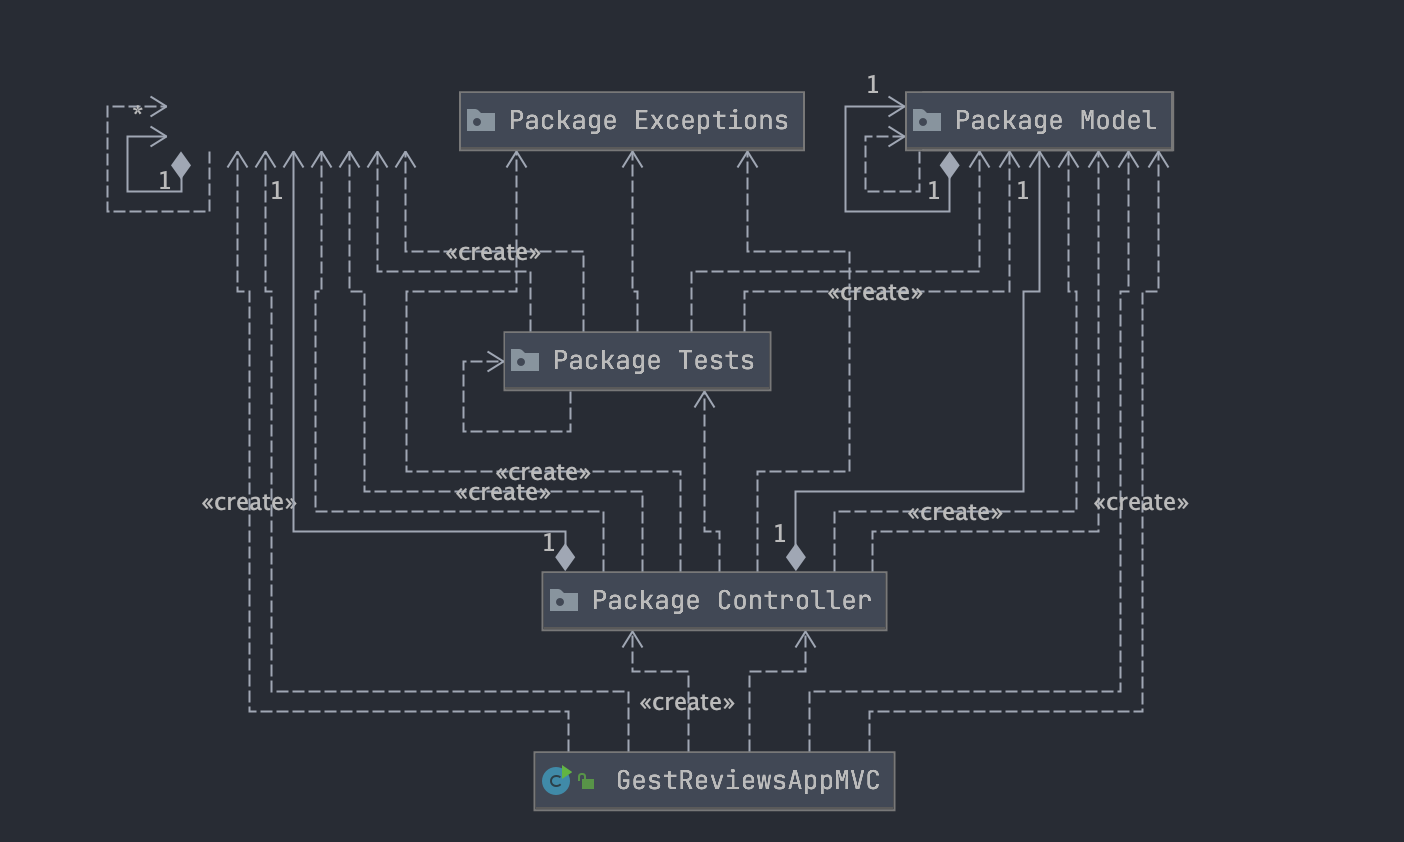 1
Package Exceptions
Package Model
*
1
1
1
1
«create»
«create»
Package Tests
«create»
«create»
«create»
«create»
«create»
1
1
Package Controller
«create»
GestReviewsAppMVC